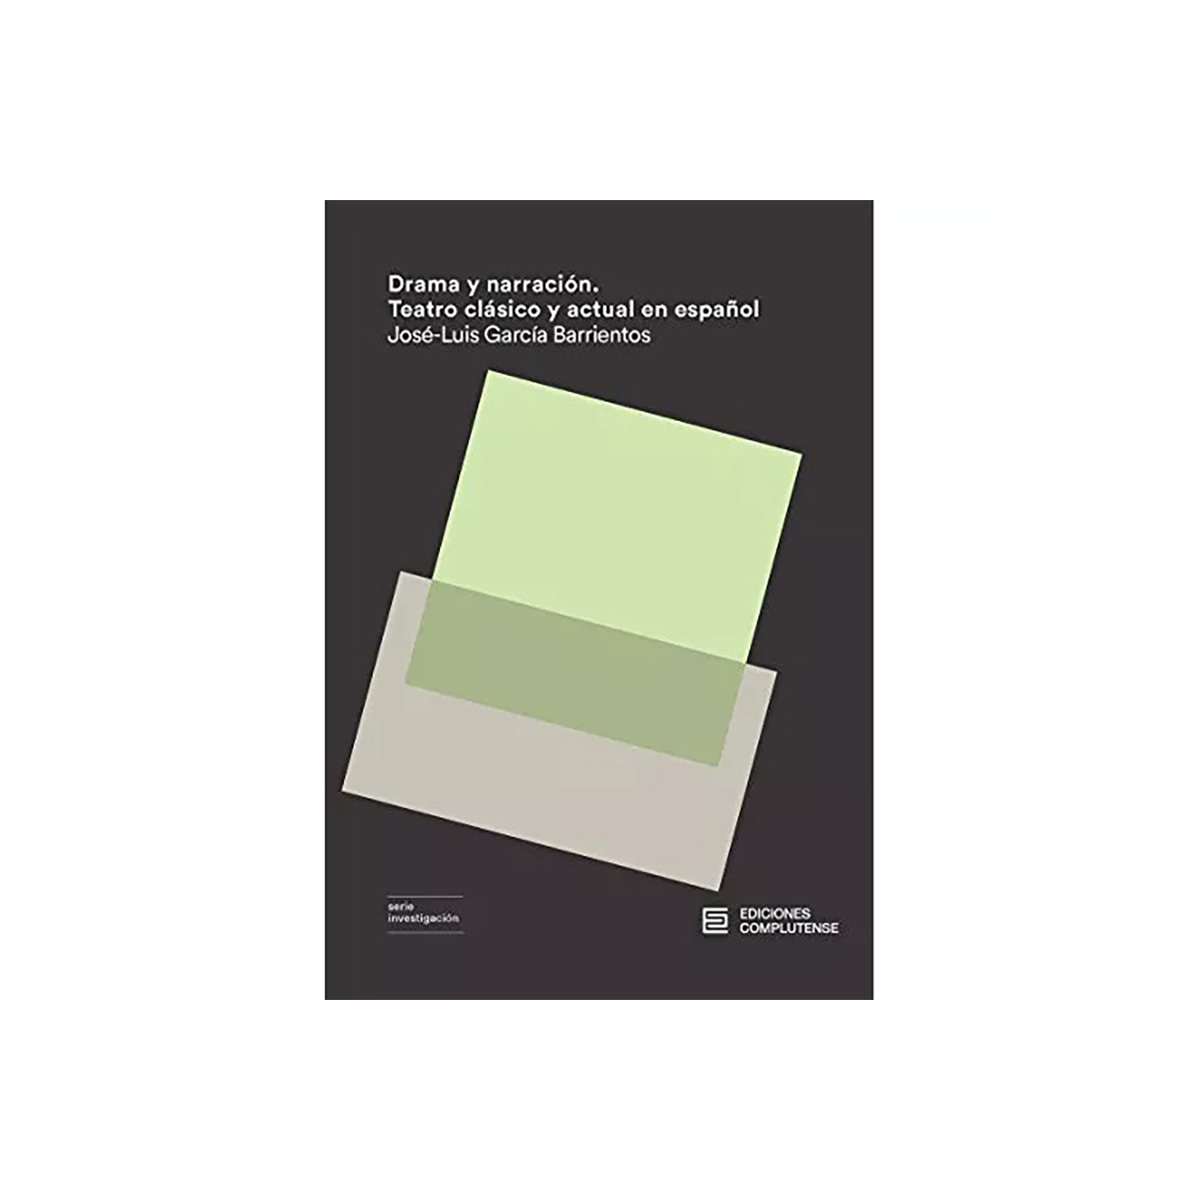 Drama y narración.
Teatro clásico y actual en español
José-Luis García Barrientos
serie
investigación
EDICIONES
COMPLUTENSE